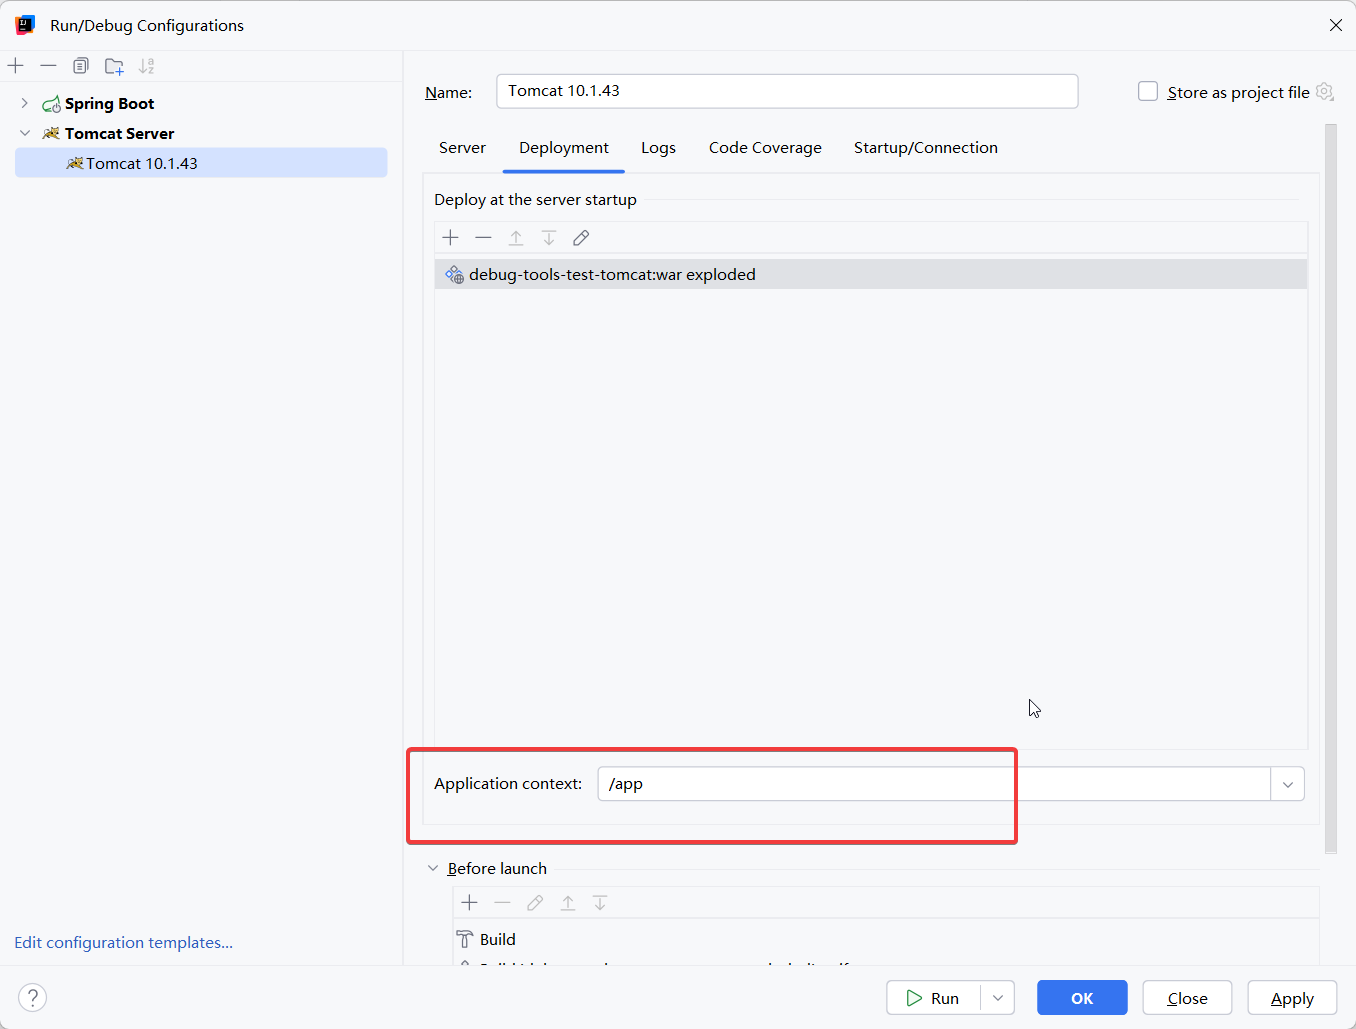 Run/Debug Configurations
Spring Boot
Tomcat Server
Tomcat 10.1.43
Edit configuration templates...
Name: Tomcat 10.1.43
Store as project file
Server Deployment Logs Code Coverage Startup/Connection
Deploy at the server startup
debug-tools-test-tomcat:war exploded
Application context: /app
Before launch
Build
? Run OK Close Apply